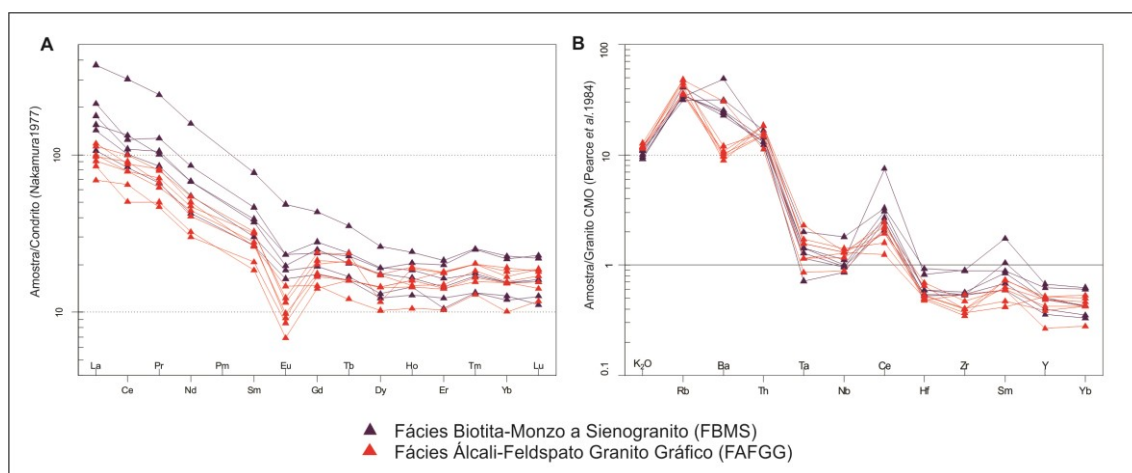 A
Amostra/Condrito (Nakamura1977)
100
10
La Pr Pm Eu Tb Ho Tm Lu
Ce Nd Sm Gd Dy Er Yb
B
Amostra/Granito CMO (Pearce et al.1984)
100
10
1
0.1
K₂O Ba Ta Ce Zr Y
Rb Th Nb Hf Sm Yb
Fácies Biotita-Monzo a Sienogranito (FBMS)
Fácies Álcali-Feldspato Granito Gráfico (FAFGG)